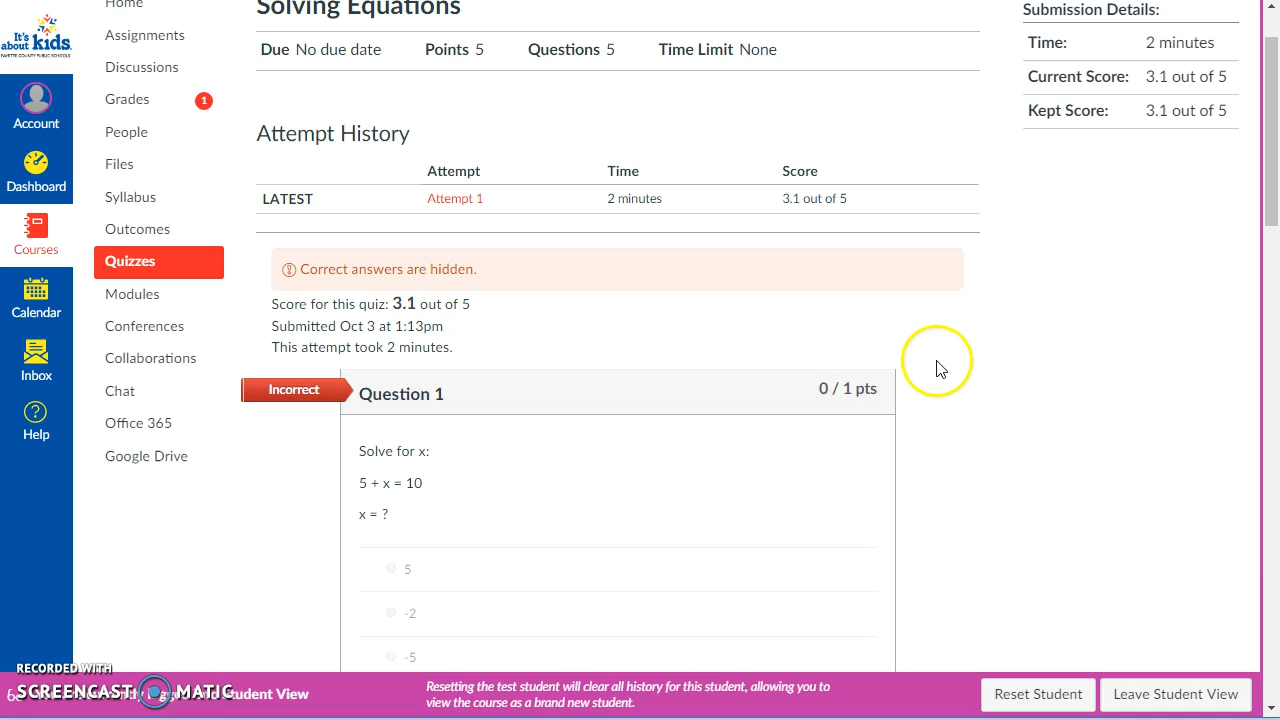 It's
about kids.
FAYETTE COUNTY PUBLIC SCHOOLS
Account
Dashboard
Courses
Calendar
Inbox
Help
Home
Assignments
Discussions
Grades 1
People
Files
Syllabus
Outcomes
Quizzes
Modules
Conferences
Collaborations
Chat
Office 365
Google Drive
Solving Equations
Due No due date Points 5 Questions 5 Time Limit None
Attempt History
Attempt Time Score
LATEST Attempt 1 2 minutes 3.1 out of 5
Correct answers are hidden.
Score for this quiz: 3.1 out of 5
Submitted Oct 3 at 1:13pm
This attempt took 2 minutes.
Incorrect
Question 1 0 / 1 pts
Solve for x:
5 + x = 10
x = ?
5
-2
-5
Submission Details:
Time: 2 minutes
Current Score: 3.1 out of 5
Kept Score: 3.1 out of 5
RECORDED WITH
SCREENCAST MATIC
Student View
Resetting the test student will clear all history for this student, allowing you to
view the course as a brand new student.
Reset Student
Leave Student View